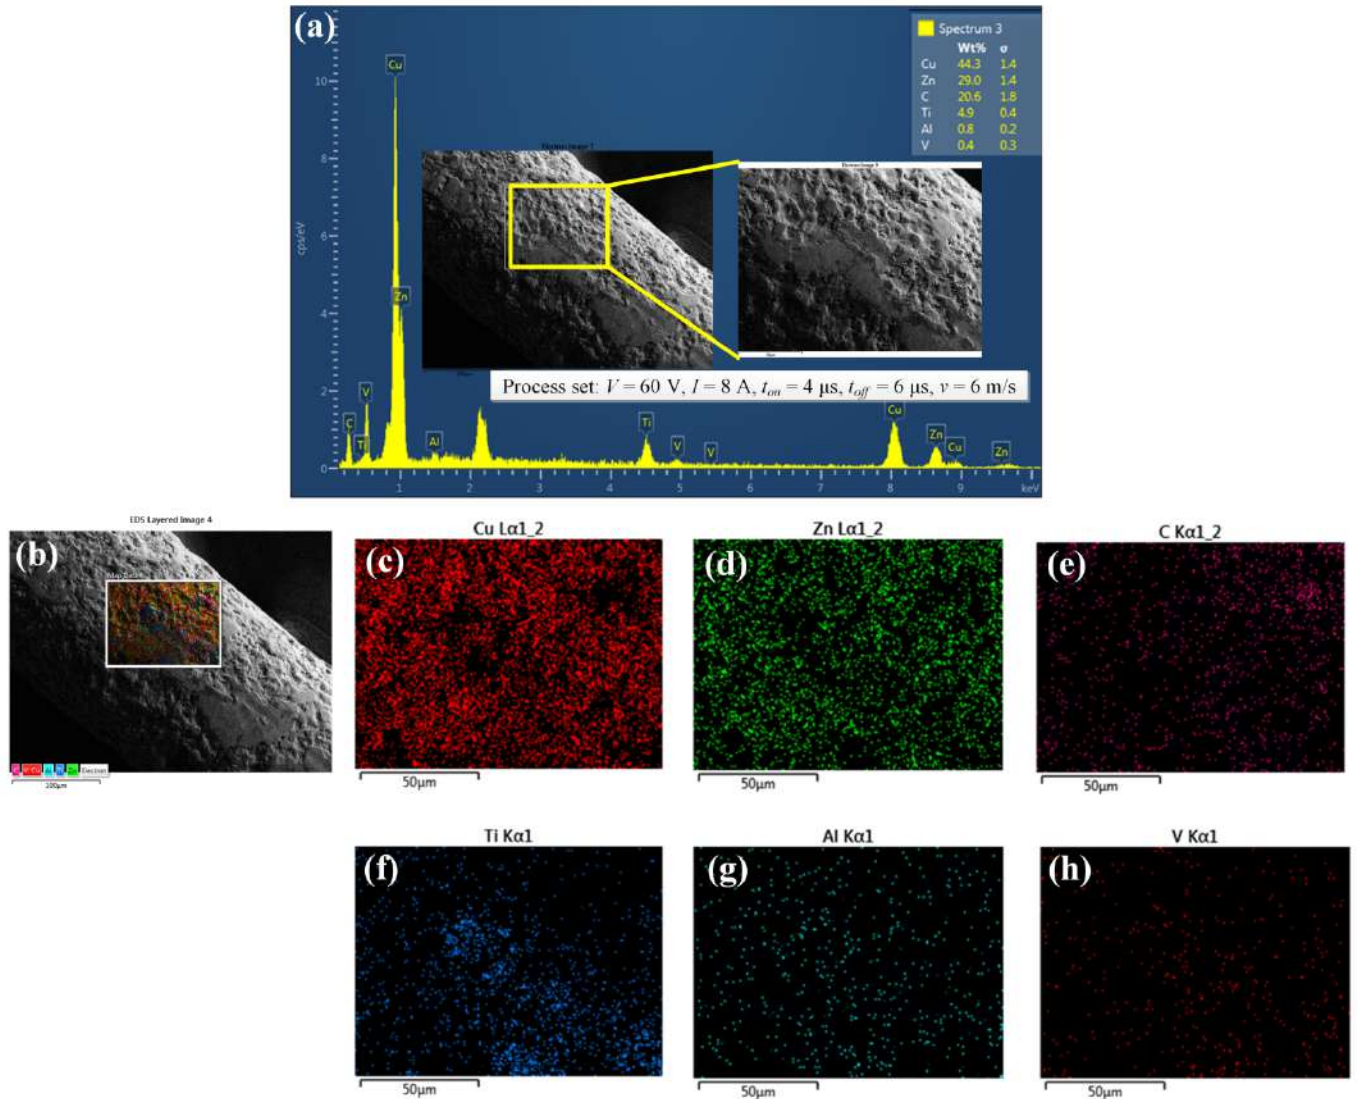 (a)
Spectrum 3
Wt% σ
Cu 44.3 1.4
Zn 29.0 1.4
C 20.6 1.8
Ti 4.9 0.4
Al 0.8 0.2
V 0.4 0.3
10
8
6
4
2
0
cps/eV
Cu
Zn
V
C
Ti
Al
Ti
V
V
Cu
Zn
Cu
Zn
1 2 3 4 5 6 7 8 9 keV
Process set: V = 60 V, I = 8 A, ton = 4 μs, toff = 6 μs, v = 6 m/s
EDS Layered Image 4
(b)
Electron
100μm
Cu Lα1_2
(c)
50μm
Zn Lα1_2
(d)
50μm
C Kα1_2
(e)
50μm
Ti Kα1
(f)
50μm
Al Kα1
(g)
50μm
V Kα1
(h)
50μm